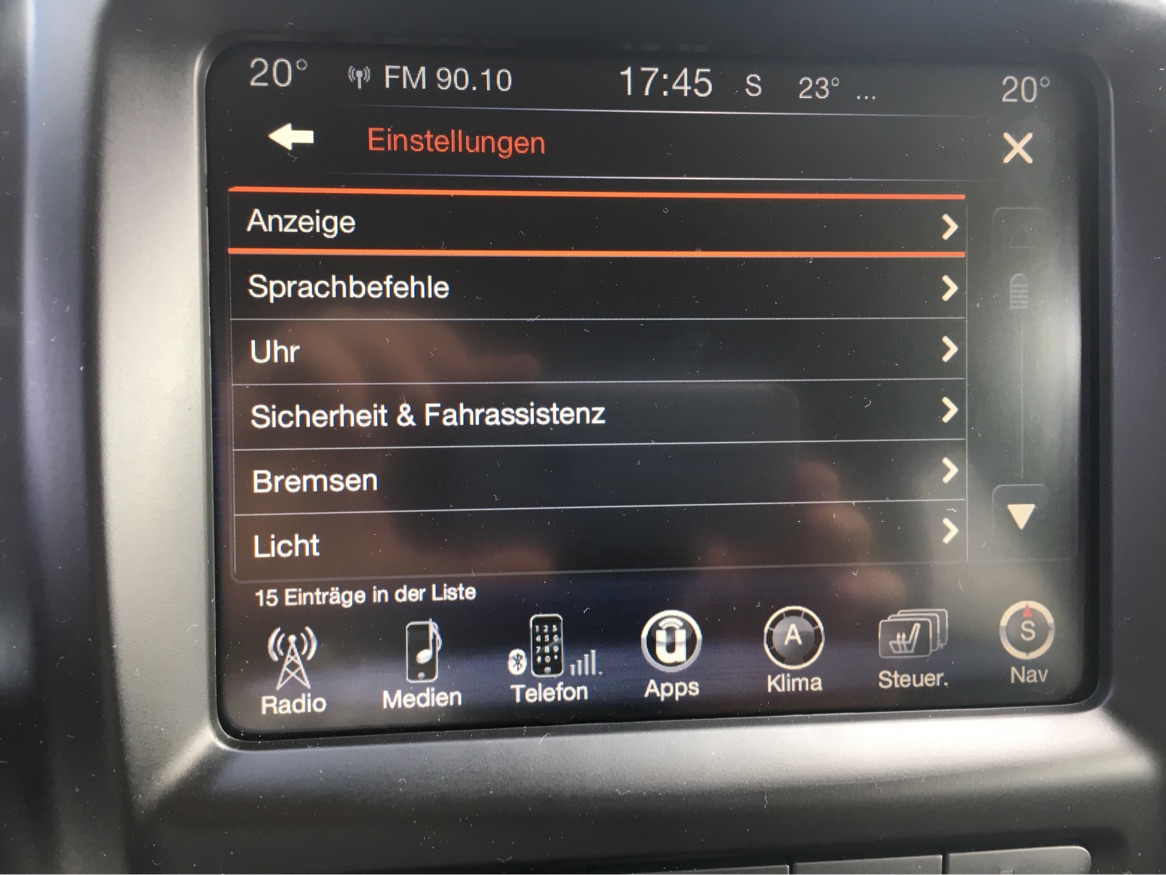 20° FM 90.10 17:45 S 23° ... 20°
Einstellungen
Anzeige
Sprachbefehle
Uhr
Sicherheit & Fahrassistenz
Bremsen
Licht
15 Einträge in der Liste
Radio Medien Telefon Apps Klima Steuer. Nav
ü A S